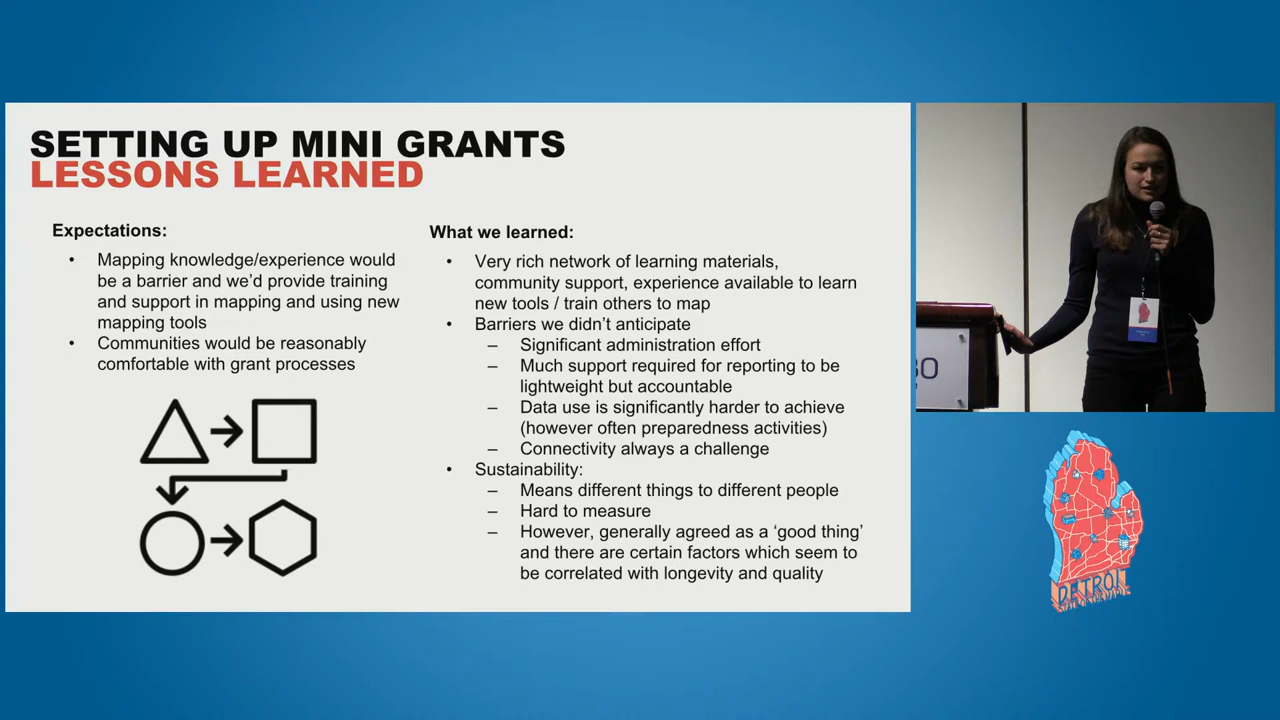 SETTING UP MINI GRANTS
LESSONS LEARNED
Expectations:
• Mapping knowledge/experience would
be a barrier and we’d provide training
and support in mapping and using new
mapping tools
• Communities would be reasonably
comfortable with grant processes
What we learned:
• Very rich network of learning materials,
community support, experience available to learn
new tools / train others to map
• Barriers we didn’t anticipate
– Significant administration effort
– Much support required for reporting to be
lightweight but accountable
– Data use is significantly harder to achieve
(however often preparedness activities)
– Connectivity always a challenge
• Sustainability:
– Means different things to different people
– Hard to measure
– However, generally agreed as a ‘good thing’
and there are certain factors which seem to
be correlated with longevity and quality
BO
DETROIT
STATE OF THE MAP US